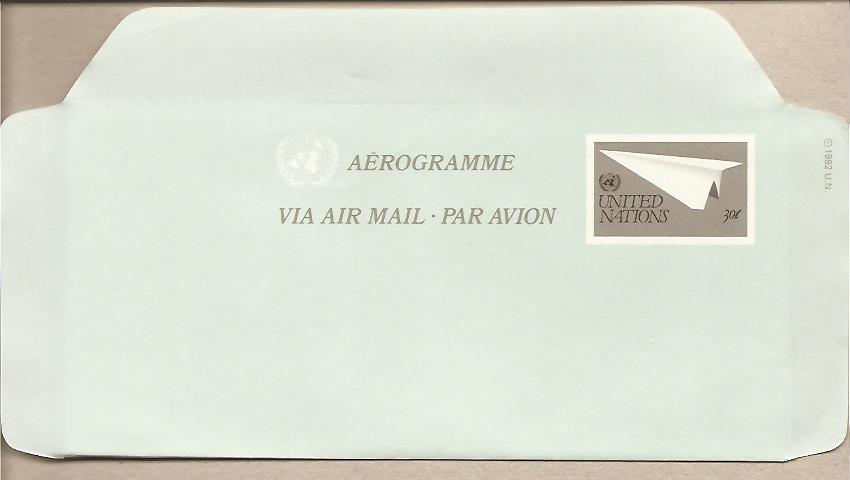 AÉROGRAMME
VIA AIR MAIL · PAR AVION
UNITED
NATIONS
30¢
© 1982 U.N.